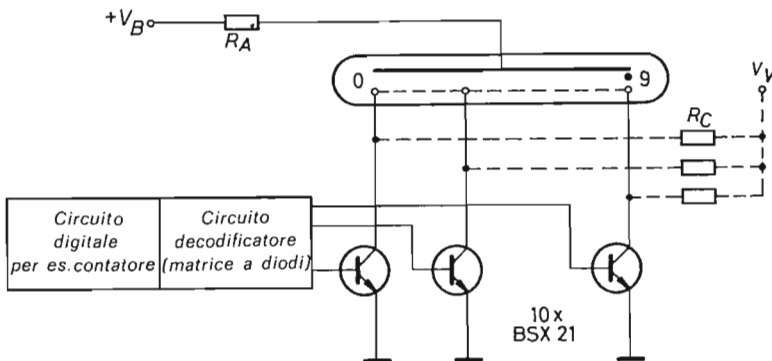 +V_B
R_A
0
9
V_V
R_C
Circuito
digitale
per es. contatore
Circuito
decodificatore
(matrice a diodi)
10 x
BSX 21